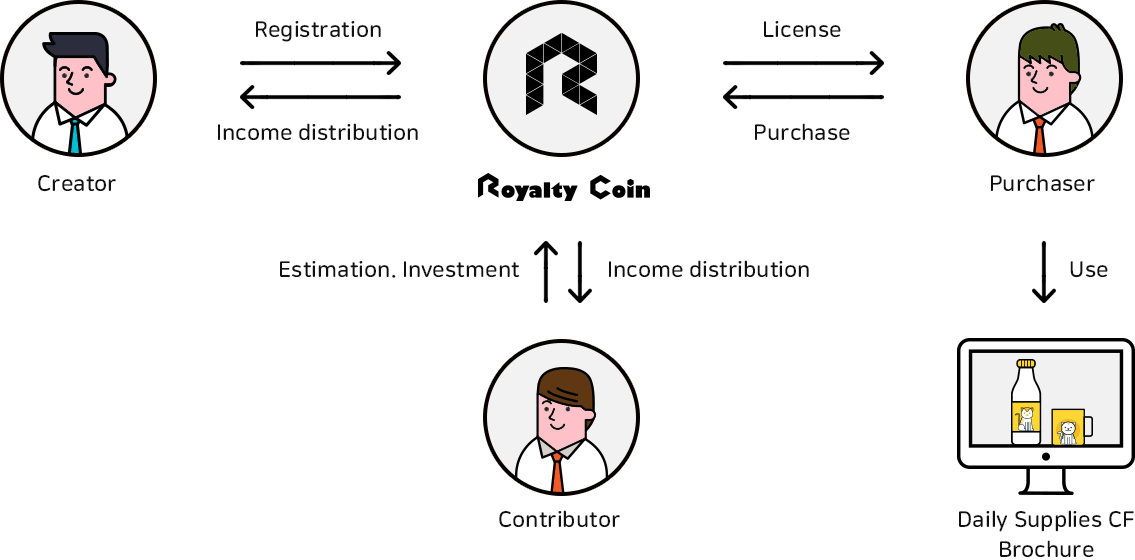 Registration
License
Income distribution
Purchase
Creator
Royalty Coin
Purchaser
Estimation. Investment
Income distribution
Use
Contributor
Daily Supplies CF
Brochure